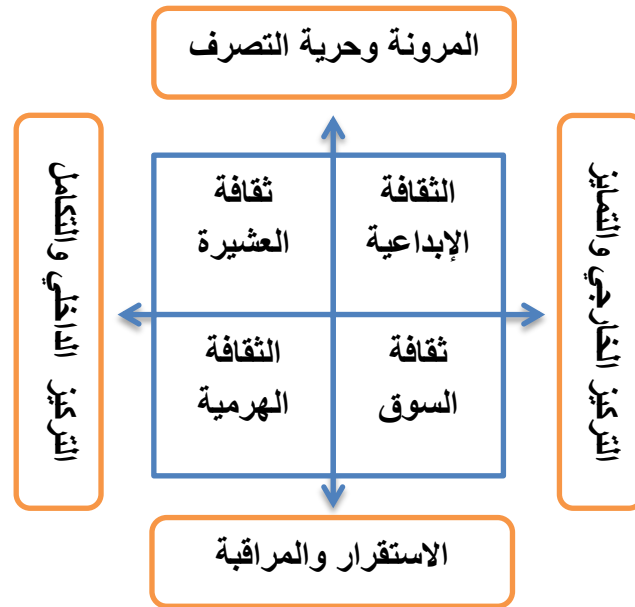 المرونة وحرية التصرف
التركيز الخارجي والتمايز
الثقافة
الإبداعية
ثقافة
العشيرة
التركيز الداخلي والتكامل
ثقافة
السوق
الثقافة
الهرمية
الاستقرار والمراقبة